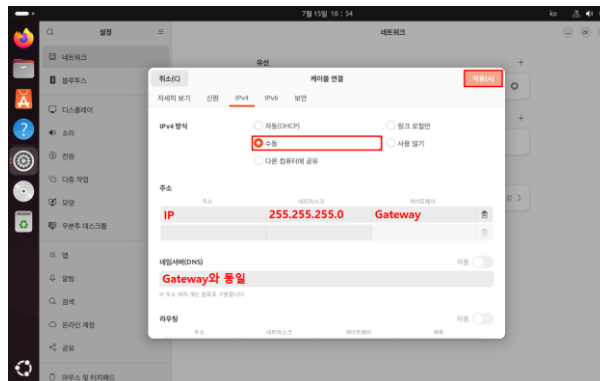 7월 15일 18 : 54
ko
설정
네트워크
네트워크
블루투스
디스플레이
소리
전원
다중 작업
모양
우분투 데스크톱
앱
알림
검색
온라인 계정
공유
마우스 및 터치패드
유선
취소(C)
케이블 연결
적용(A)
자세히 보기 신원 IPv4 IPv6 보안
IPv4 방식
자동(DHCP)
링크 로컬만
수동
사용 않기
다른 컴퓨터에 공유
주소
주소 네트마스크 게이트웨이
IP 255.255.255.0 Gateway
네임서버(DNS)
자동
Gateway와 동일
IP 주소 여러 개는 쉼표로 구분합니다
라우팅
자동
주소 네트마스크 게이트웨이